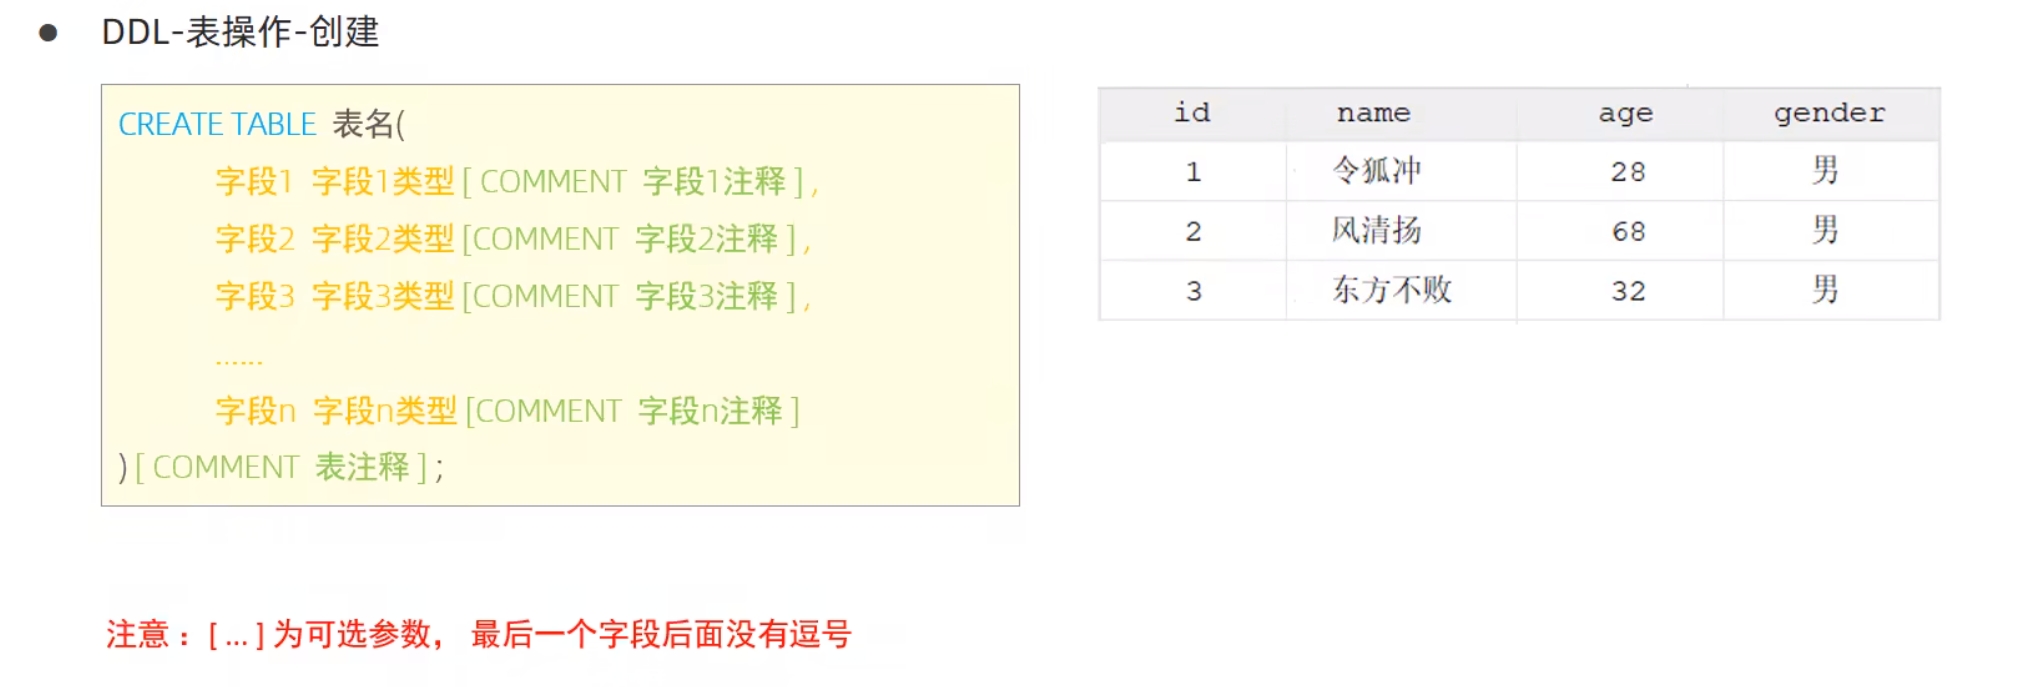 DDL-表操作-创建
CREATE TABLE 表名(
字段1 字段1类型[ COMMENT 字段1注释 ],
字段2 字段2类型[COMMENT 字段2注释 ],
字段3 字段3类型[COMMENT 字段3注释 ],
......
字段n 字段n类型[COMMENT 字段n注释 ]
)[ COMMENT 表注释 ] ;
id name age gender
1 令狐冲 28 男
2 风清扬 68 男
3 东方不败 32 男
注意：[ ... ] 为可选参数， 最后一个字段后面没有逗号